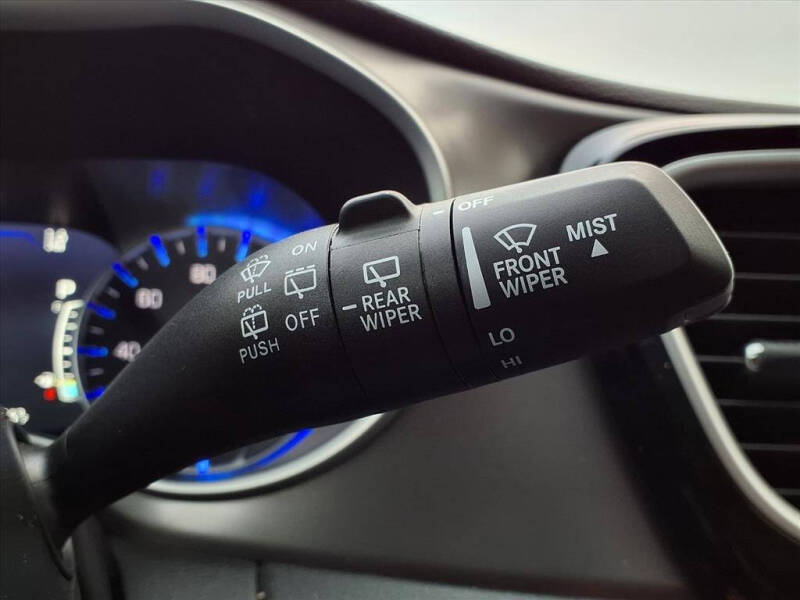 OFF
MIST
FRONT
WIPER
LO
HI
REAR
WIPER
ON
PULL
OFF
PUSH
P
40
60
80